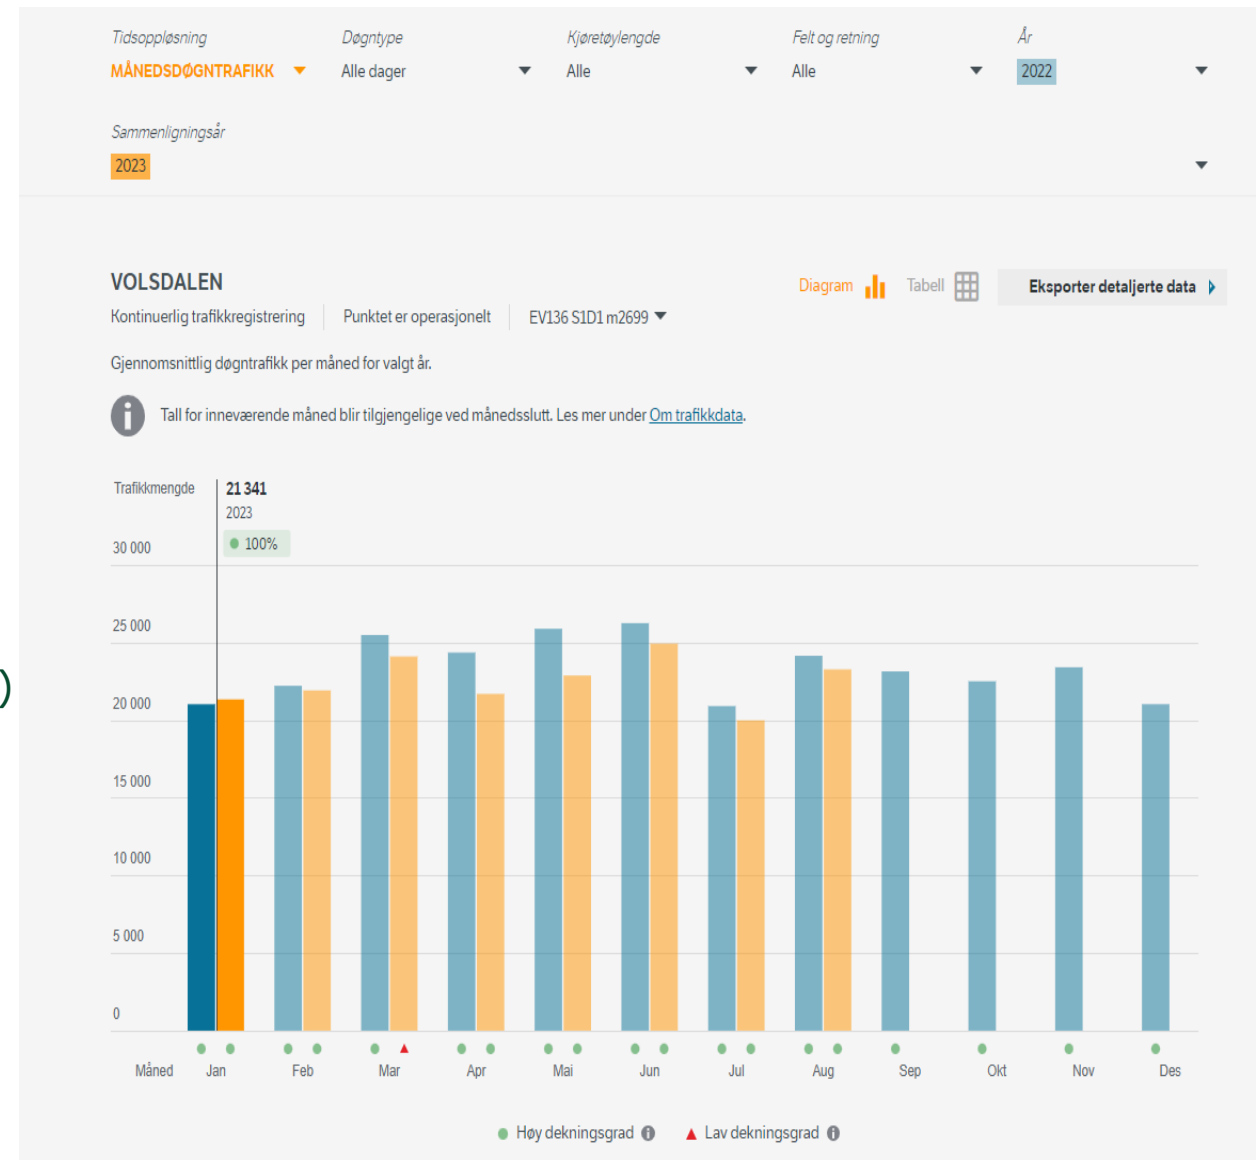 Tidsoppløsning Døgntype Kjøretøylengde Felt og retning År
MÅNEDSDØGNTRAFIKK Alle dager Alle Alle 2022
Sammenligningsår
2023
VOLSDALEN Diagram Tabell Eksporter detaljerte data
Kontinuerlig trafikkregistrering Punktet er operasjonelt EV136 S1D1 m2699
Gjennomsnittlig døgntrafikk per måned for valgt år.
Tall for inneværende måned blir tilgjengelige ved månedsslutt. Les mer under Om trafikkdata.
Trafikkmengde 21 341
2023
100%
30 000
25 000
)
20 000
15 000
10 000
5 000
0
Måned Jan Feb Mar Apr Mai Jun Jul Aug Sep Okt Nov Des
Høy dekningsgrad Lav dekningsgrad